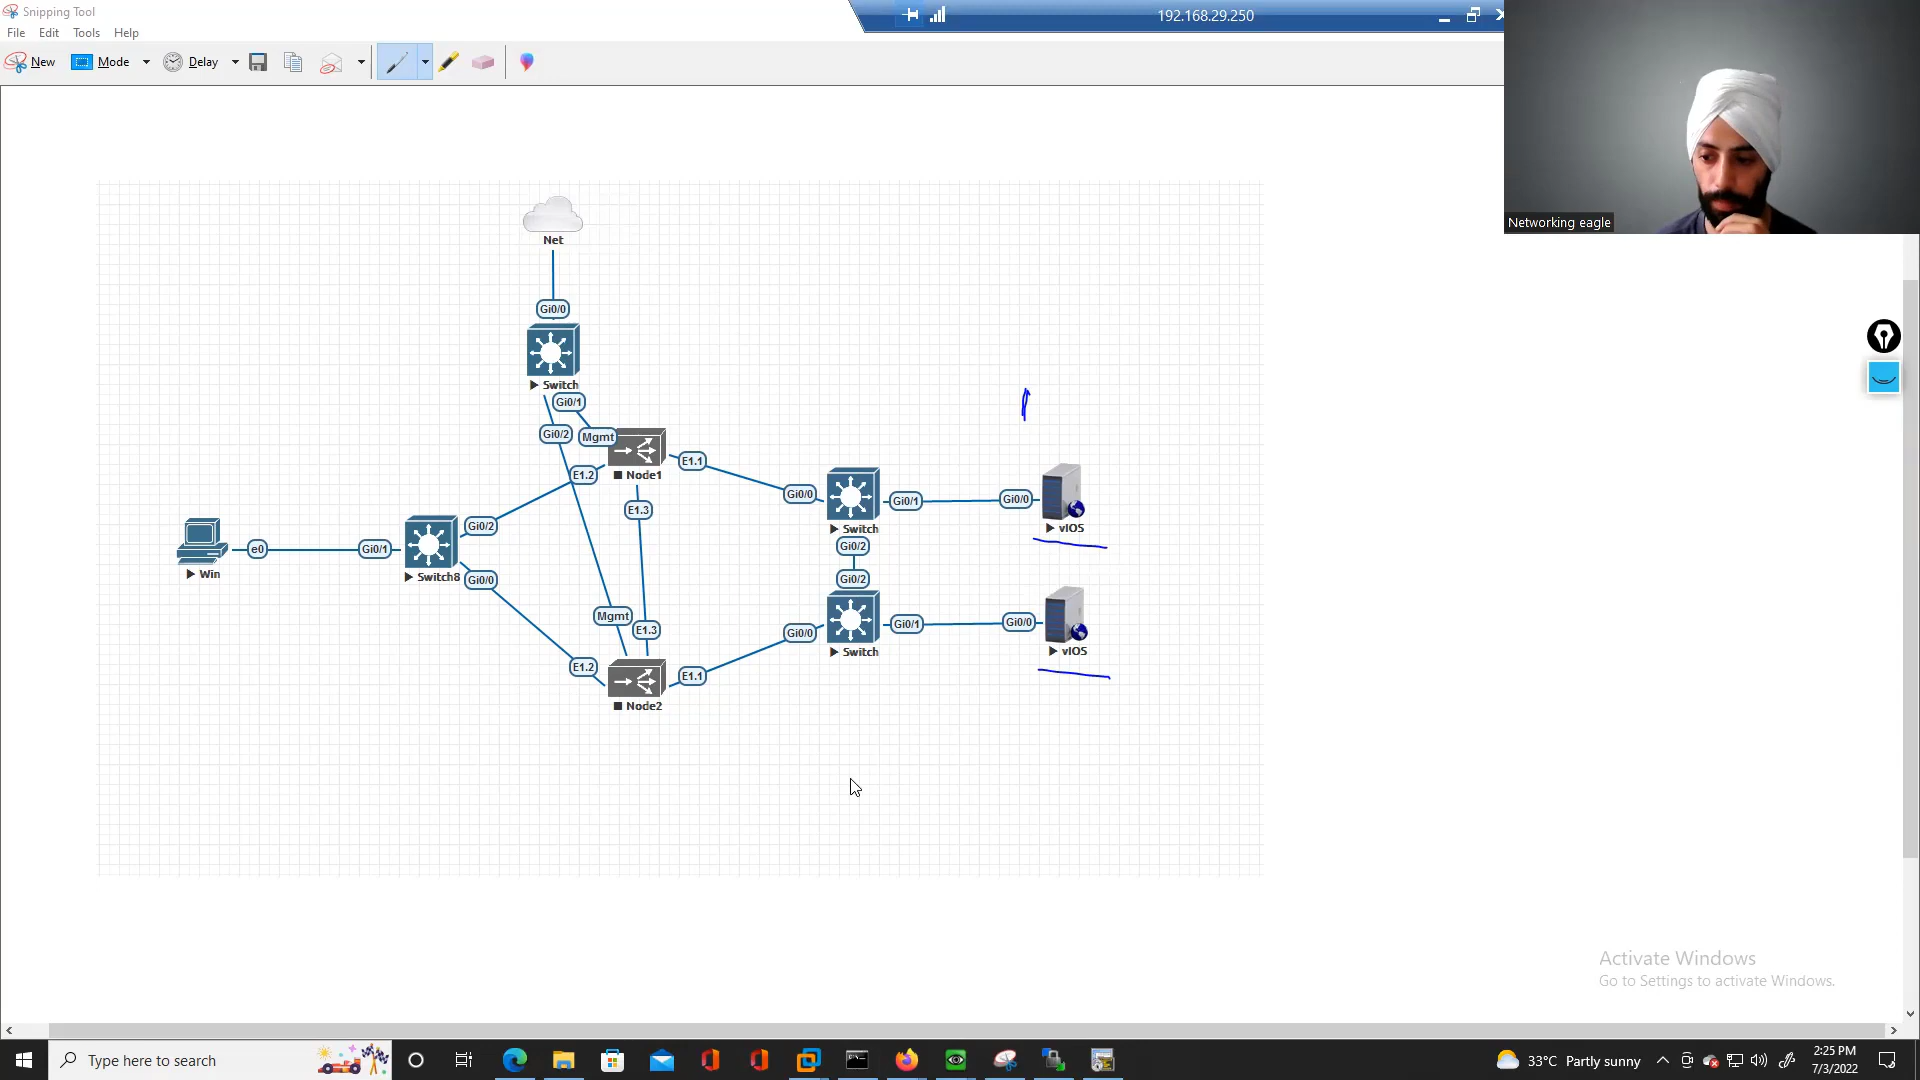 Snipping Tool
192.168.29.250
File Edit Tools Help
New Mode Delay
Networking eagle
Net
Gi0/0
Switch
Gi0/1
Gi0/2 Mgmt
E1.1
E1.2 Node1
Gi0/0 Gi0/1 Gi0/0
E1.3
Gi0/2
Switch vIOS
e0 Gi0/1
Gi0/2
Win Switch8 Gi0/0
Gi0/2
Mgmt E1.3
Gi0/0 Gi0/1 Gi0/0
Switch vIOS
E1.2 E1.1
Node2
Activate Windows
Go to Settings to activate Windows.
Type here to search
33°C Partly sunny
2:25 PM
7/3/2022